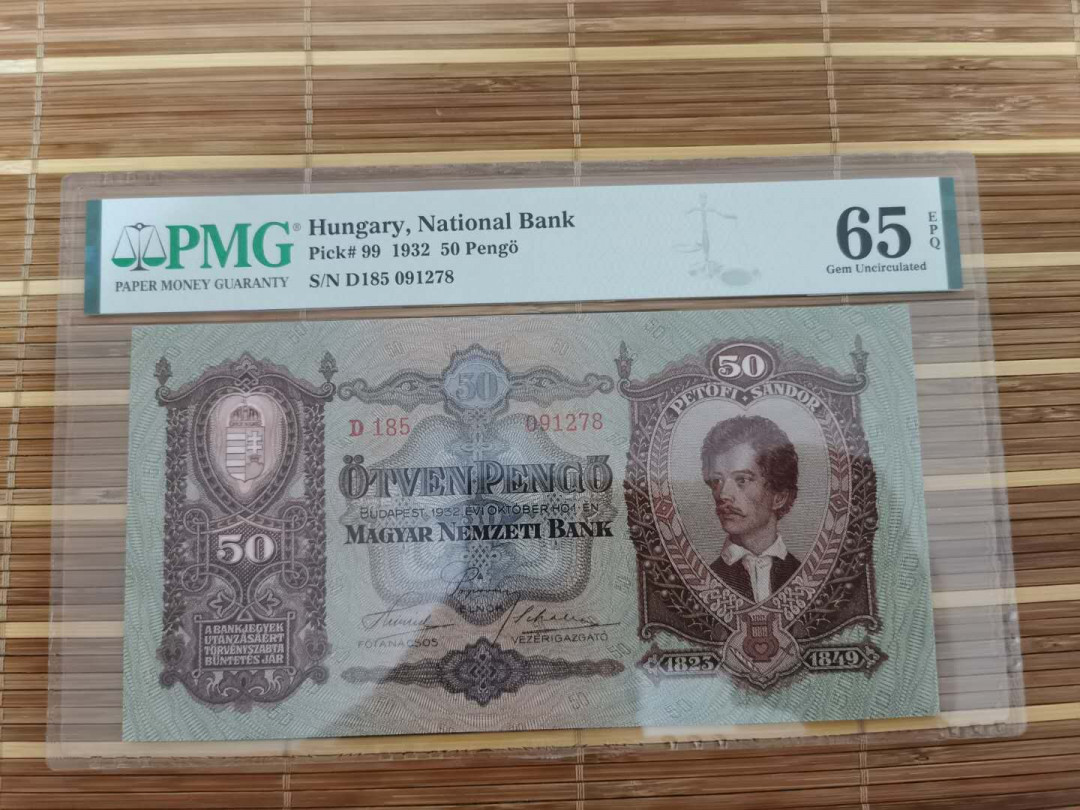 PMG®
PAPER MONEY GUARANTY
Hungary, National Bank
Pick# 99 1932 50 Pengö
S/N D185 091278
65
EPQ
Gem Uncirculated
50
50
PETŐFI SÁNDOR
D 185 091278
ÖTVEN PENGŐ
BUDAPEST, 1932. ÉVI OKTÓBER HÓ 1-ÉN
MAGYAR NEMZETI BANK
50
FŐTANÁCSOS
VEZÉRIGAZGATÓ
A BANKJEGYEK
UTÁNZÁSÁÉRT
TÖRVÉNYSZABTA
BÜNTETÉS JÁR
1823 1849